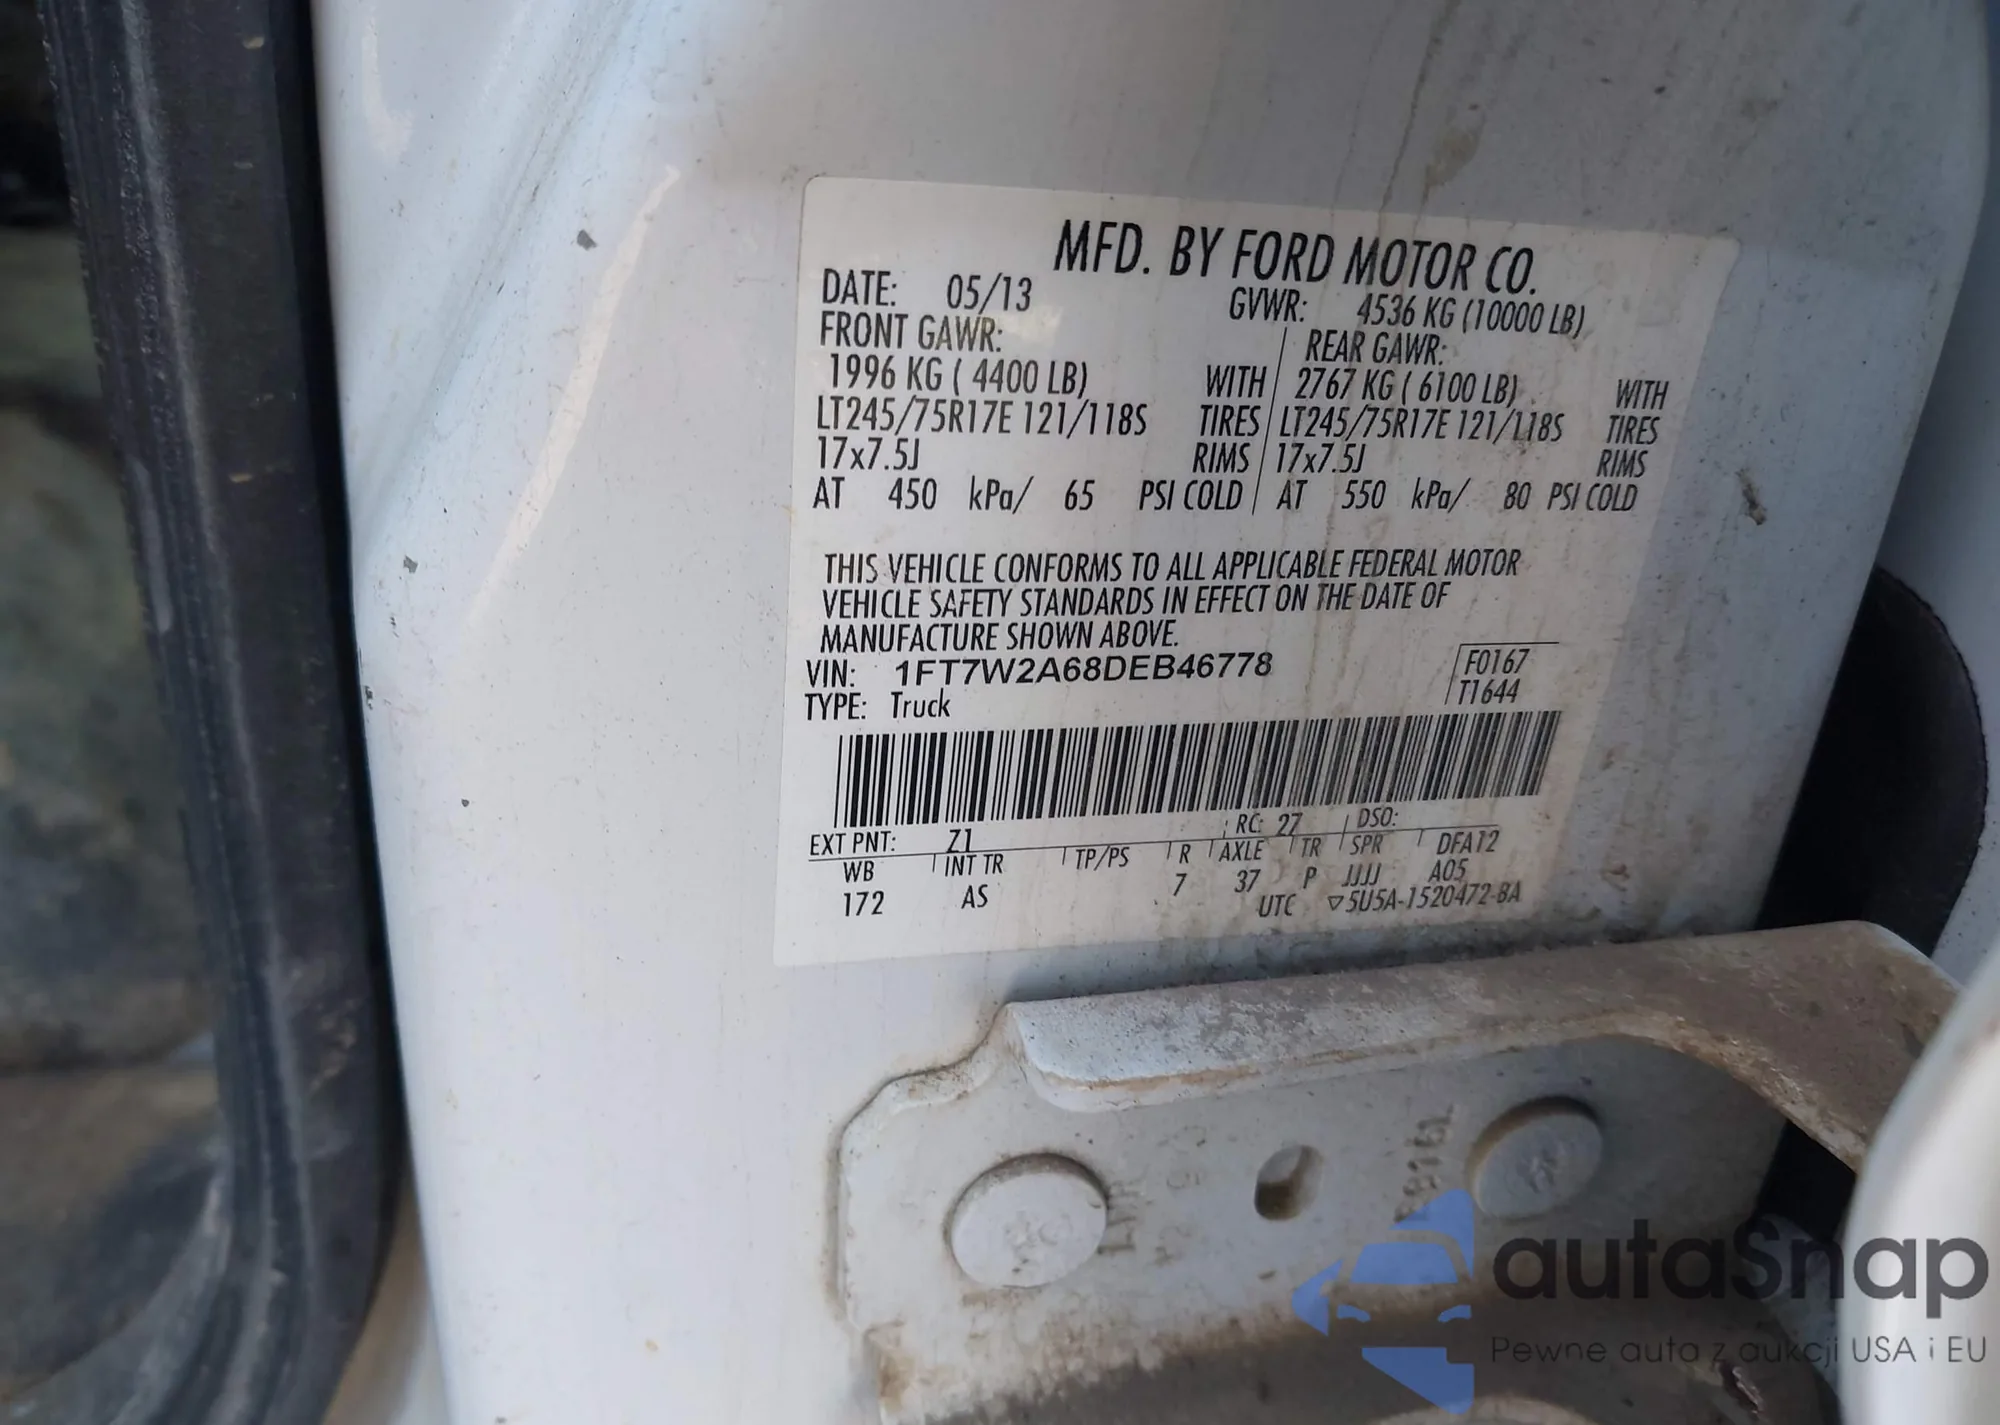 MFD. BY FORD MOTOR CO.
DATE: 05/13 GVWR: 4536 KG (10000 LB)
FRONT GAWR: REAR GAWR:
1996 KG ( 4400 LB) WITH 2767 KG ( 6100 LB) WITH
LT245/75R17E 121/118S TIRES LT245/75R17E 121/118S TIRES
17x7.5J RIMS 17x7.5J RIMS
AT 450 kPa/ 65 PSI COLD AT 550 kPa/ 80 PSI COLD
THIS VEHICLE CONFORMS TO ALL APPLICABLE FEDERAL MOTOR
VEHICLE SAFETY STANDARDS IN EFFECT ON THE DATE OF
MANUFACTURE SHOWN ABOVE.
VIN: 1FT7W2A68DEB46778 F0167
TYPE: Truck T1644
EXT PNT: Z1 RC: 27 DSO:
WB INT TR TP/PS R AXLE TR SPR DFA12
172 AS 7 37 P JJJJ A05
UTC ▽5U5A-1520472-BA
autaSnap
Pewne auta z aukcji USA i EU